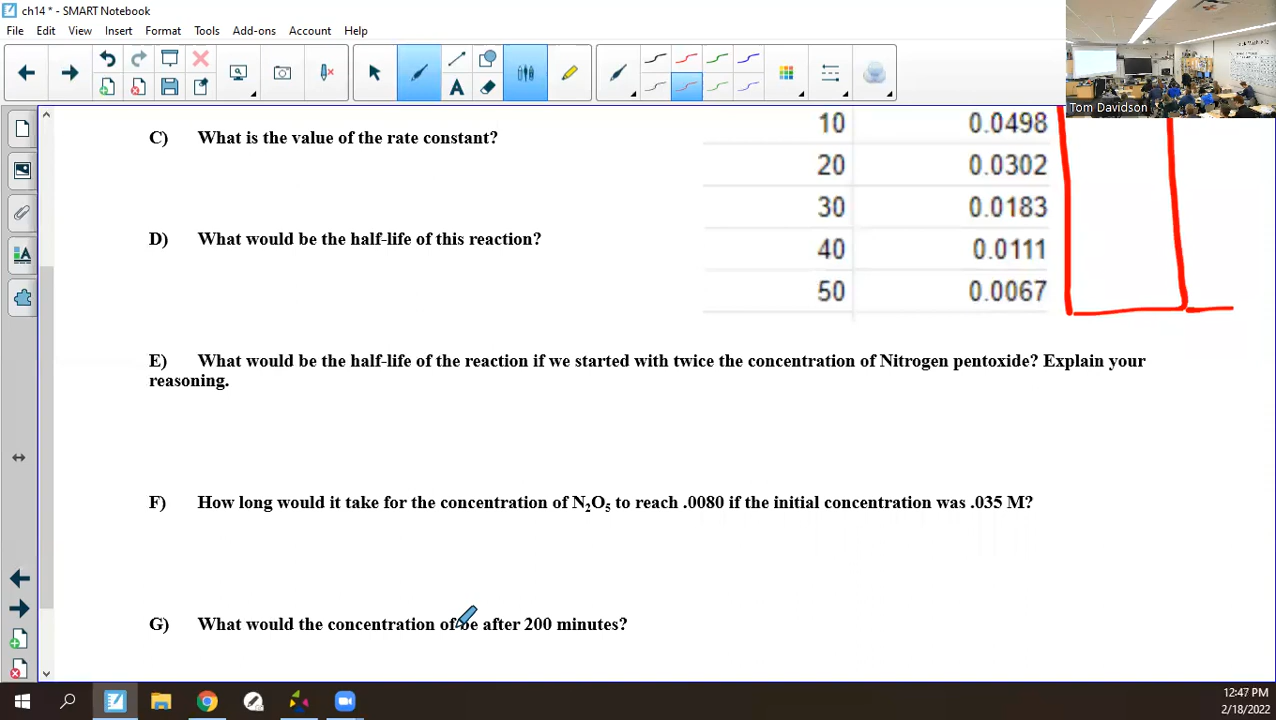 ch14 * - SMART Notebook
File Edit View Insert Format Tools Add-ons Account Help
Tom Davidson
C) What is the value of the rate constant?
10 0.0498
20 0.0302
30 0.0183
D) What would be the half-life of this reaction?
40 0.0111
50 0.0067
E) What would be the half-life of the reaction if we started with twice the concentration of Nitrogen pentoxide? Explain your
reasoning.
F) How long would it take for the concentration of N₂O₅ to reach .0080 if the initial concentration was .035 M?
G) What would the concentration of be after 200 minutes?
12:47 PM
2/18/2022